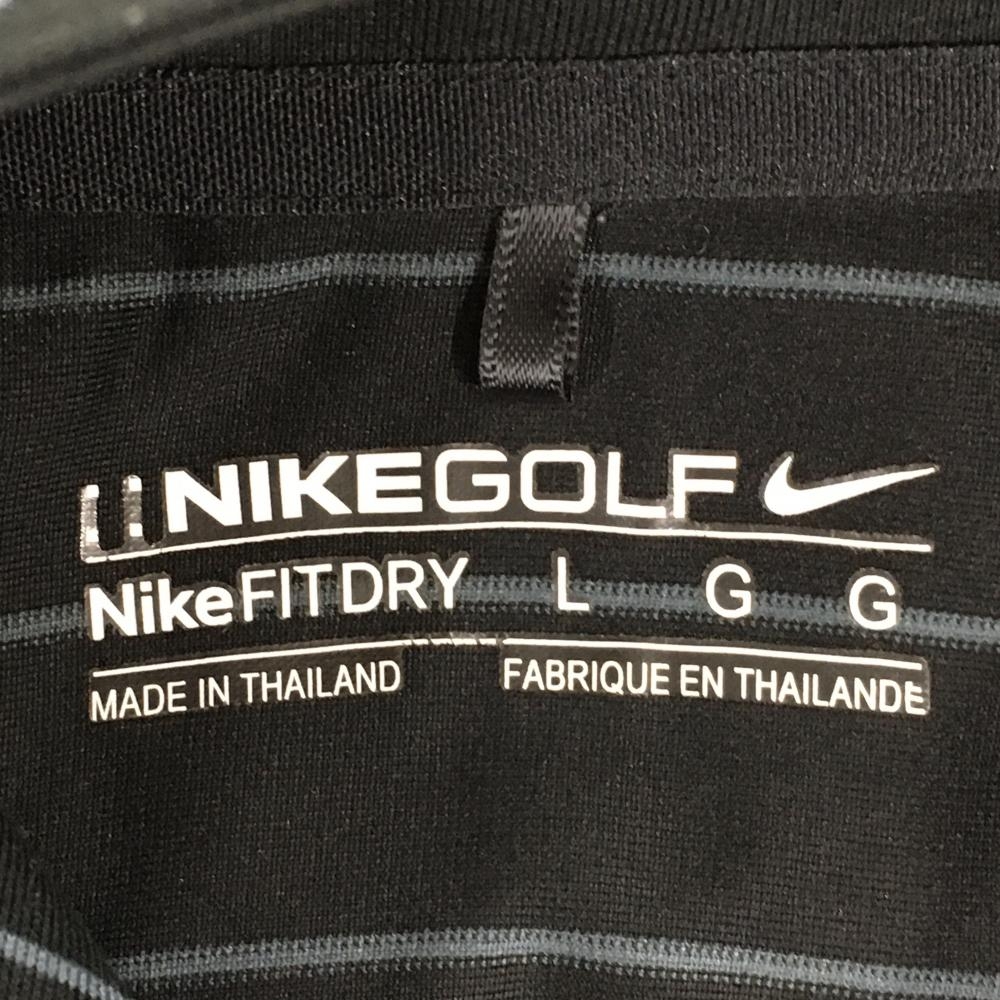 NIKEGOLF
NikeFITDRY L G G
MADE IN THAILAND FABRIQUE EN THAILANDE